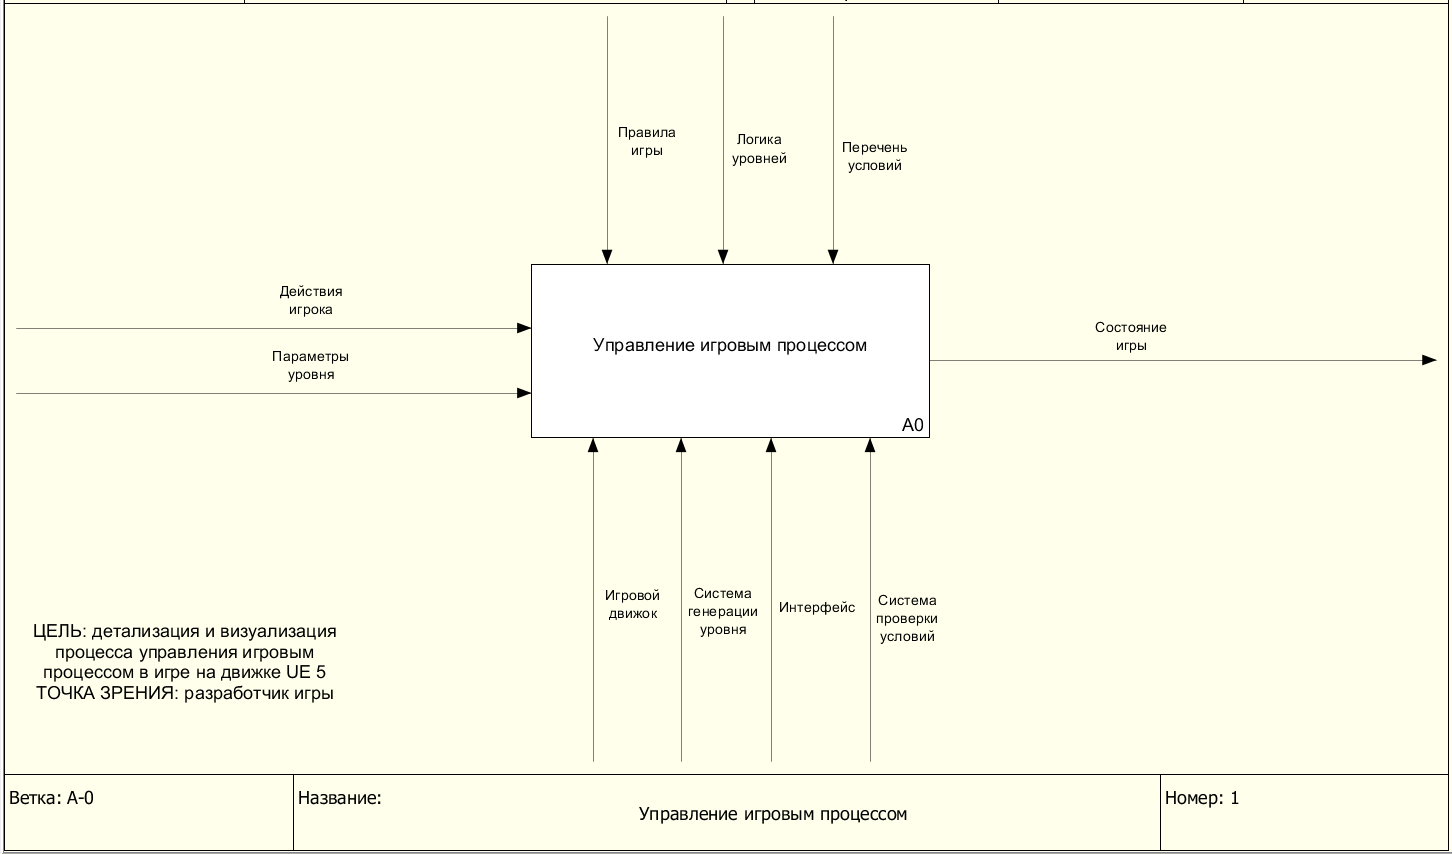 Правила
игры
Логика
уровней
Перечень
условий
Действия
игрока
Параметры
уровня
Управление игровым процессом
A0
Состояние
игры
Игровой
движок
Система
генерации
уровня
Интерфейс
Система
проверки
условий
ЦЕЛЬ: детализация и визуализация
процесса управления игровым
процессом в игре на движке UE 5
ТОЧКА ЗРЕНИЯ: разработчик игры
Ветка: A-0
Название:
Управление игровым процессом
Номер: 1